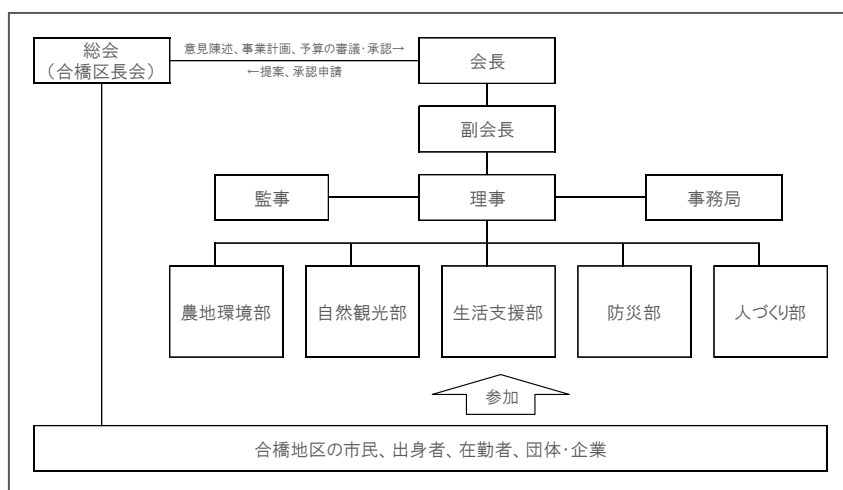 総会
（合橋区長会）
意見陳述、事業計画、予算の審議・承認→
←提案、承認申請
会長
副会長
監事
理事
事務局
農地環境部
自然観光部
生活支援部
防災部
人づくり部
参加
合橋地区の市民、出身者、在勤者、団体・企業